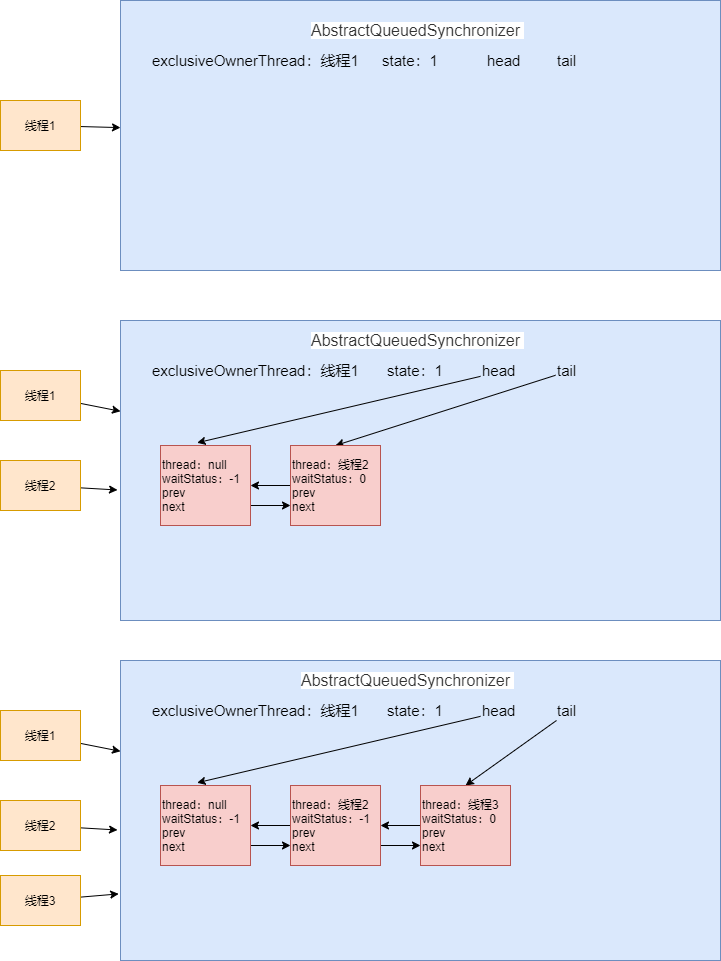 AbstractQueuedSynchronizer
exclusiveOwnerThread：线程1 state：1 head tail
线程1
AbstractQueuedSynchronizer
exclusiveOwnerThread：线程1 state：1 head tail
线程1
线程2
thread：null
waitStatus：-1
prev
next
thread：线程2
waitStatus：0
prev
next
AbstractQueuedSynchronizer
exclusiveOwnerThread：线程1 state：1 head tail
线程1
线程2
线程3
thread：null
waitStatus：-1
prev
next
thread：线程2
waitStatus：-1
prev
next
thread：线程3
waitStatus：0
prev
next